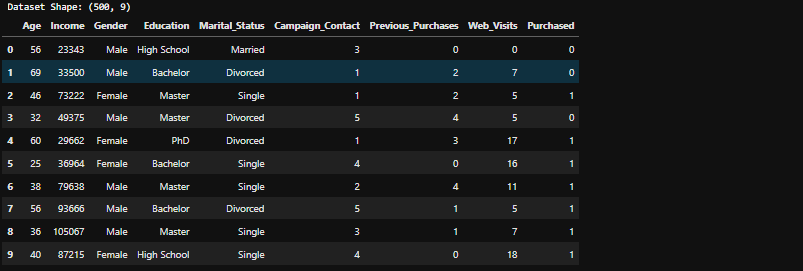 Dataset Shape: (500, 9)
Age Income Gender Education Marital_Status Campaign_Contact Previous_Purchases Web_Visits Purchased
0 56 23343 Male High School Married 3 0 0 0
1 69 33500 Male Bachelor Divorced 1 2 7 0
2 46 73222 Female Master Single 1 2 5 1
3 32 49375 Male Master Divorced 5 4 5 0
4 60 29662 Female PhD Divorced 1 3 17 1
5 25 36964 Female Bachelor Single 4 0 16 1
6 38 79638 Male Master Single 2 4 11 1
7 56 93666 Male Bachelor Divorced 5 1 5 1
8 36 105067 Male Master Single 3 1 7 1
9 40 87215 Female High School Single 4 0 18 1